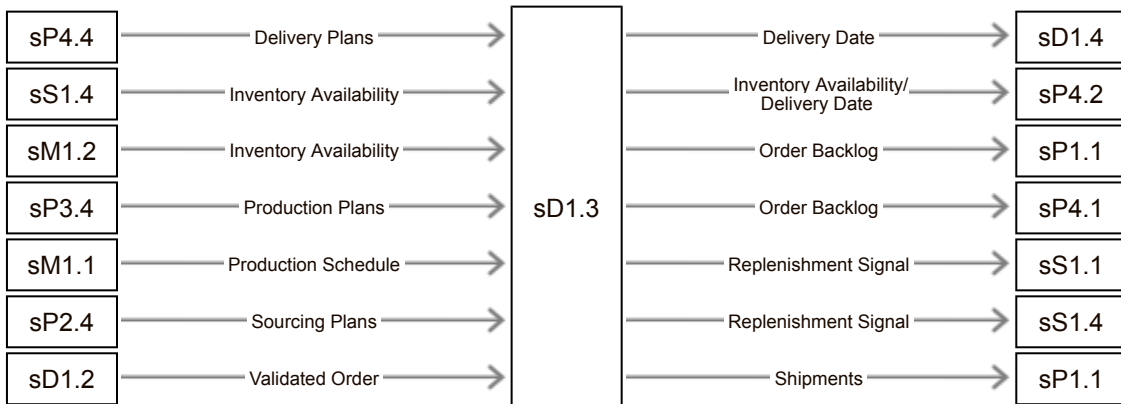 sP4.4
Delivery Plans
Delivery Date
sD1.4
sS1.4
Inventory Availability
Inventory Availability/
Delivery Date
sP4.2
sM1.2
Inventory Availability
Order Backlog
sP1.1
sP3.4
Production Plans
sD1.3
Order Backlog
sP4.1
sM1.1
Production Schedule
Replenishment Signal
sS1.1
sP2.4
Sourcing Plans
Replenishment Signal
sS1.4
sD1.2
Validated Order
Shipments
sP1.1